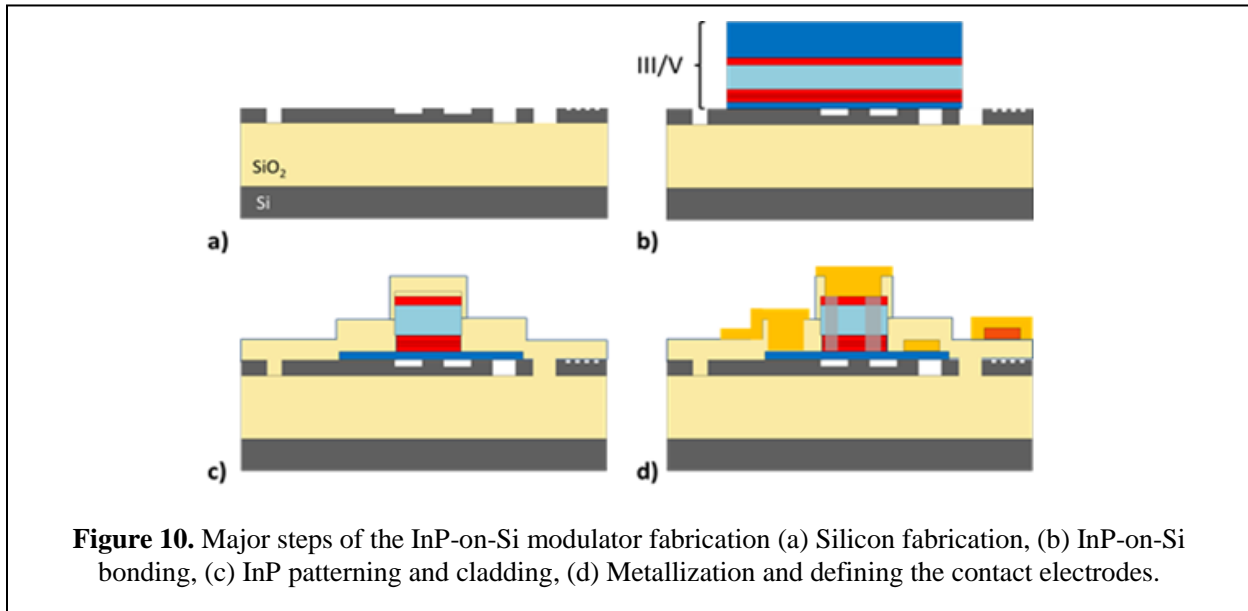 III/V
SiO2
Si
a)
b)
c)
d)
Figure 10. Major steps of the InP-on-Si modulator fabrication (a) Silicon fabrication, (b) InP-on-Si
bonding, (c) InP patterning and cladding, (d) Metallization and defining the contact electrodes.